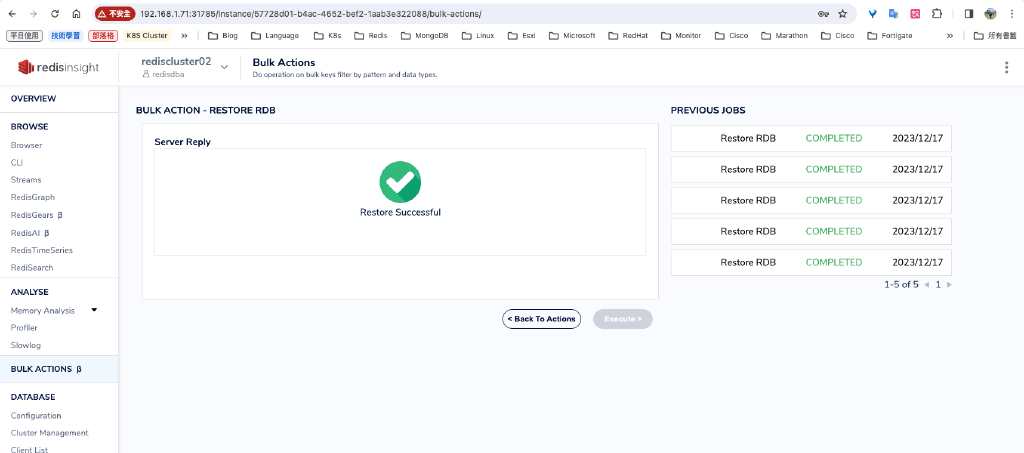 不安全 192.168.1.71:31785/instance/57728d01-b4ac-4652-bef2-1aab3e322088/bulk-actions/
平日使用 技術學習 部落格 K8S Cluster » Blog Language K8s Redis MongoDB Linux Esxi Microsoft RedHat Monitor Cisco Marathon Cisco Fortigate » 所有書籤
redisinsight
rediscluster02
redisdba
Bulk Actions
Do operation on bulk keys filter by pattern and data types.
OVERVIEW
BROWSE
Browser
CLI
Streams
RedisGraph
RedisGears β
RedisAI β
RedisTimeSeries
RediSearch
ANALYSE
Memory Analysis
Profiler
Slowlog
BULK ACTIONS β
DATABASE
Configuration
Cluster Management
Client List
BULK ACTION - RESTORE RDB
Server Reply
Restore Successful
< Back To Actions
Execute >
PREVIOUS JOBS
Restore RDB COMPLETED 2023/12/17
Restore RDB COMPLETED 2023/12/17
Restore RDB COMPLETED 2023/12/17
Restore RDB COMPLETED 2023/12/17
Restore RDB COMPLETED 2023/12/17
1-5 of 5 1